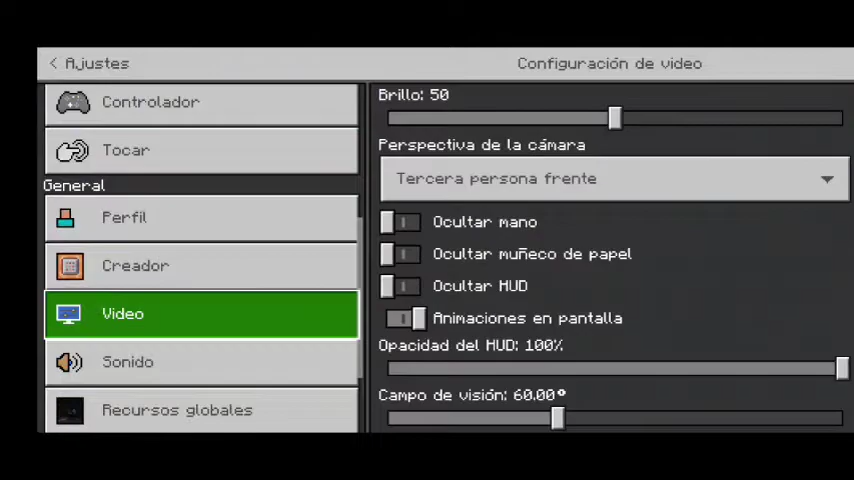 < Ajustes
Configuración de video
Controlador
Tocar
General
Perfil
Creador
Video
Sonido
Recursos globales
Brillo: 50
Perspectiva de la cámara
Tercera persona frente
Ocultar mano
Ocultar muñeco de papel
Ocultar HUD
Animaciones en pantalla
Opacidad del HUD: 100%
Campo de visión: 60.00°